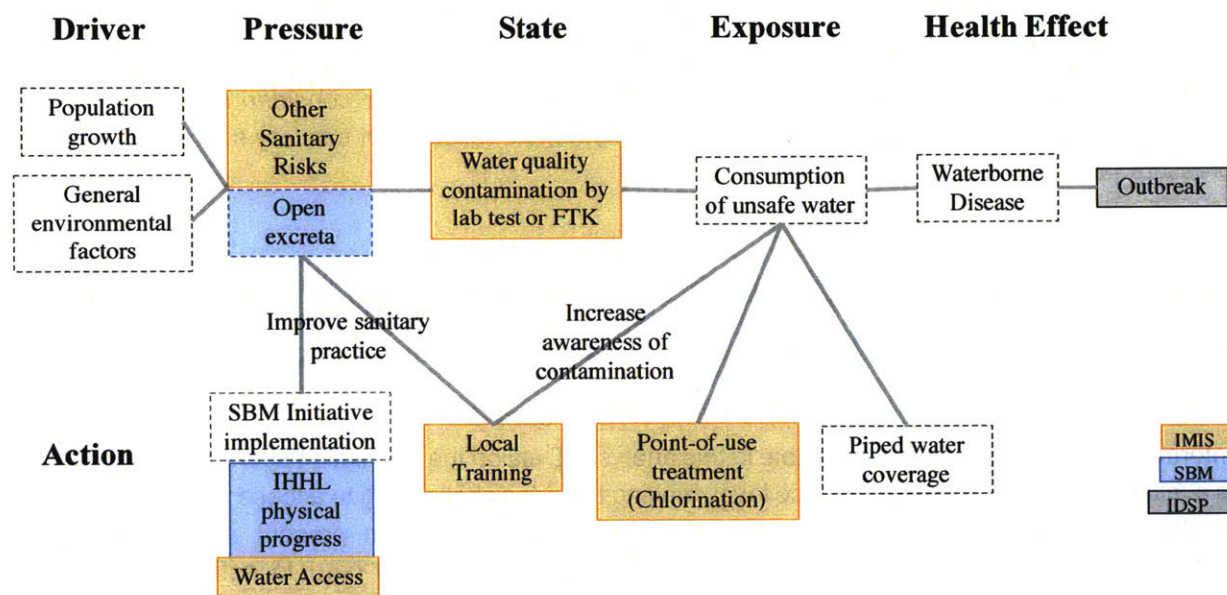 Driver
Pressure
State
Exposure
Health Effect
Population
growth
General
environmental
factors
Other
Sanitary
Risks
Open
excreta
Water quality
contamination by
lab test or FTK
Consumption
of unsafe water
Waterborne
Disease
Outbreak
Improve sanitary
practice
Increase
awareness of
contamination
Action
SBM Initiative
implementation
IHHL
physical
progress
Water Access
Local
Training
Point-of-use
treatment
(Chlorination)
Piped water
coverage
IMIS
SBM
IDSP